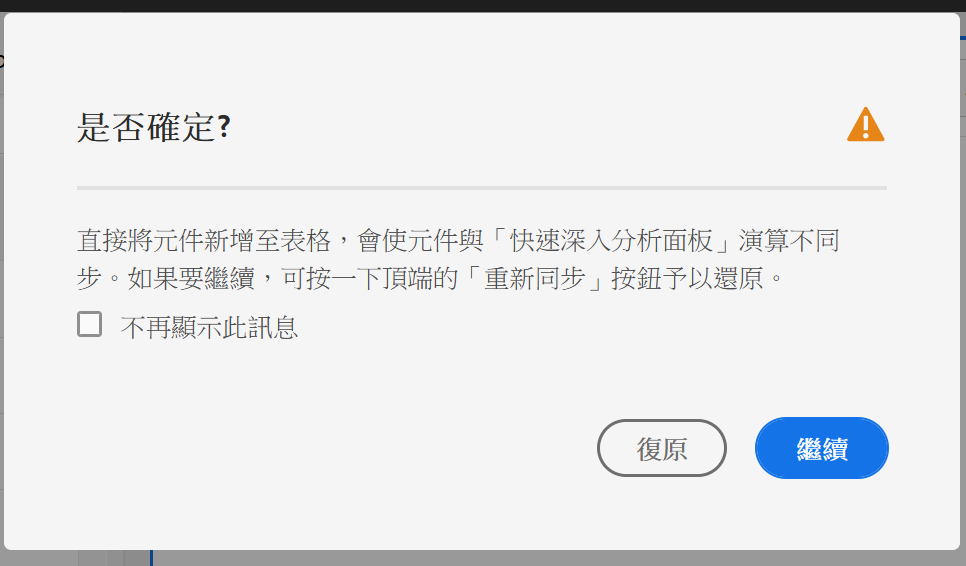 是否確定?
直接將元件新增至表格，會使元件與「快速深入分析面板」演算不同
步。如果要繼續，可按一下頂端的「重新同步」按鈕予以還原。
不再顯示此訊息
復原
繼續